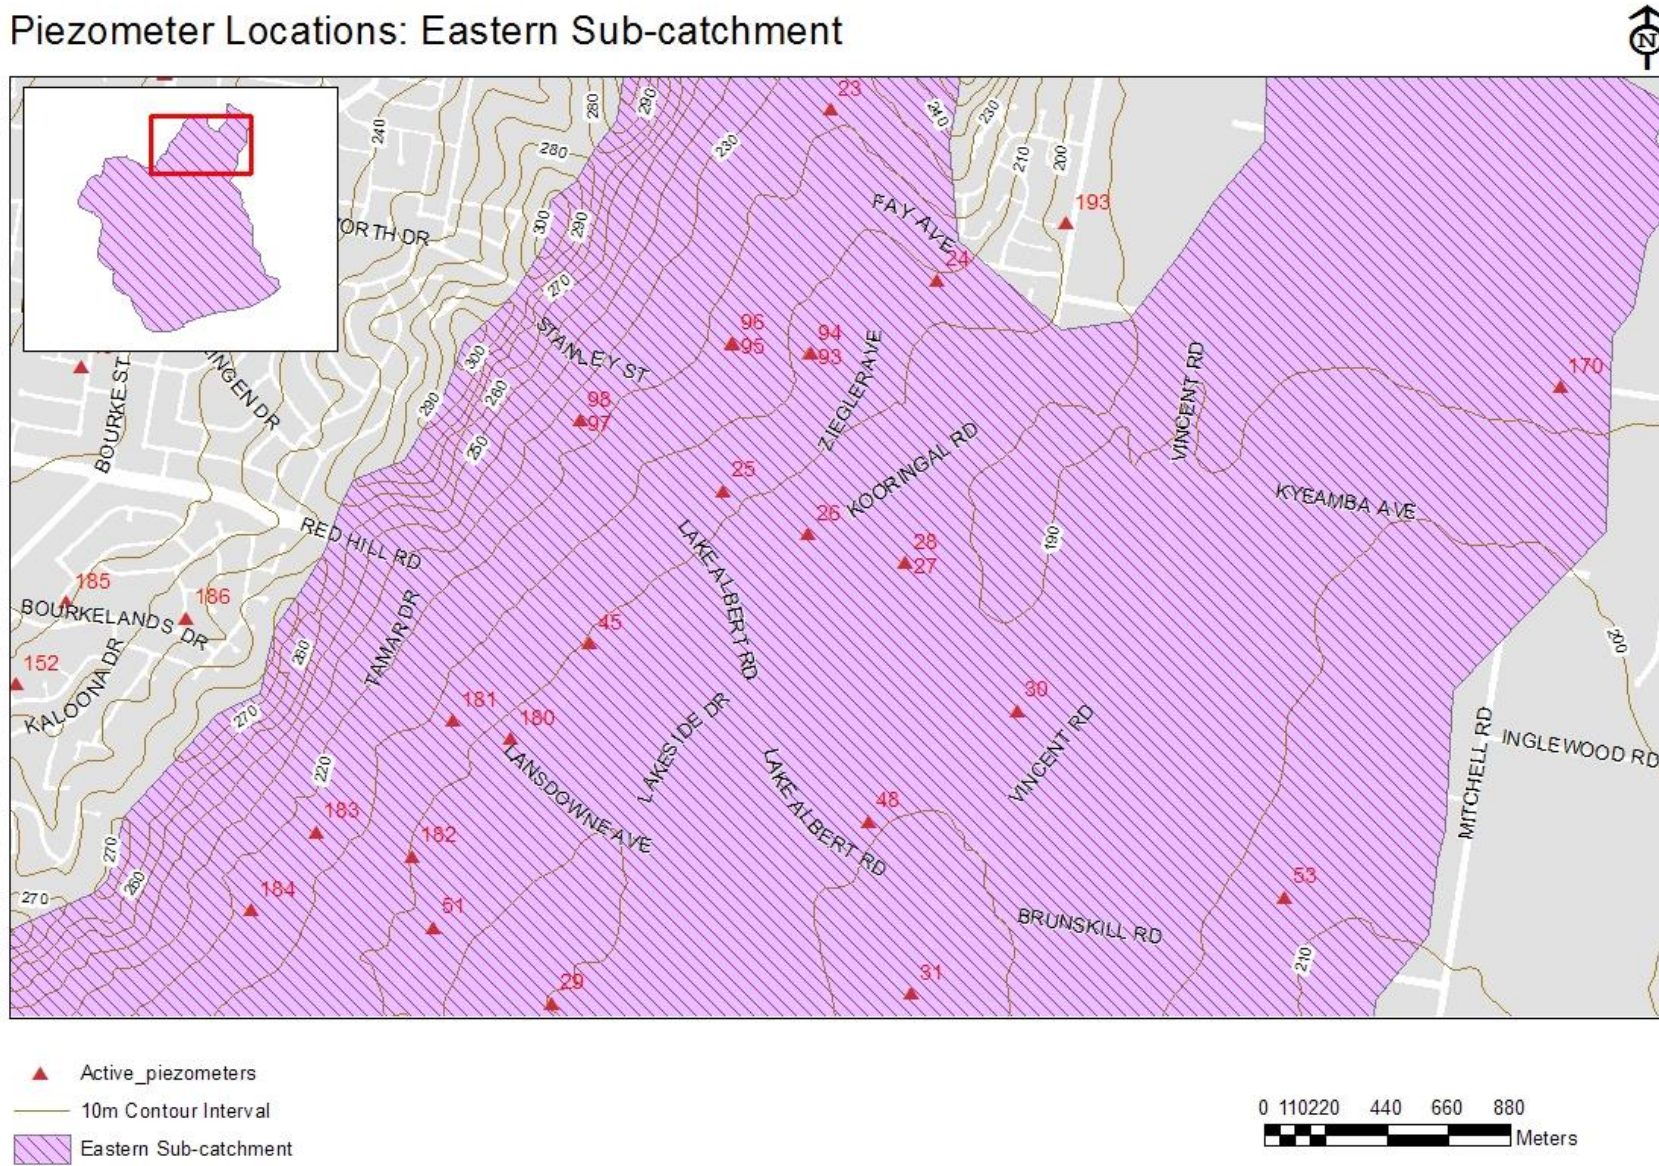 Piezometer Locations: Eastern Sub-catchment
N
23
280
290
240
230
240
230
280
210
200
193
FAY AVE
ORTH DR
300
290
24
270
STANLEY ST
96
95
94
93
ZIEGLER AVE
VINCENT RD
170
300
260
290
98
97
INGEN DR
BOURKE ST
250
25
KOORINGAL RD
KYEAMBA AVE
26
RED HILL RD
LAKE ALBERT RD
28
27
190
185
186
BOURKELANDS DR
45
TAMAR DR
260
200
152
KALOONA DR
270
181
180
30
LAKESIDE DR
VINCENT RD
MITCHELL RD
INGLEWOOD RD
220
LANSDOWNE AVE
LAKE ALBERT RD
48
183
182
270
260
270
184
51
53
BRUNSKILL RD
210
29
31
Active_piezometers
10m Contour Interval
Eastern Sub-catchment
0 110220 440 660 880
Meters